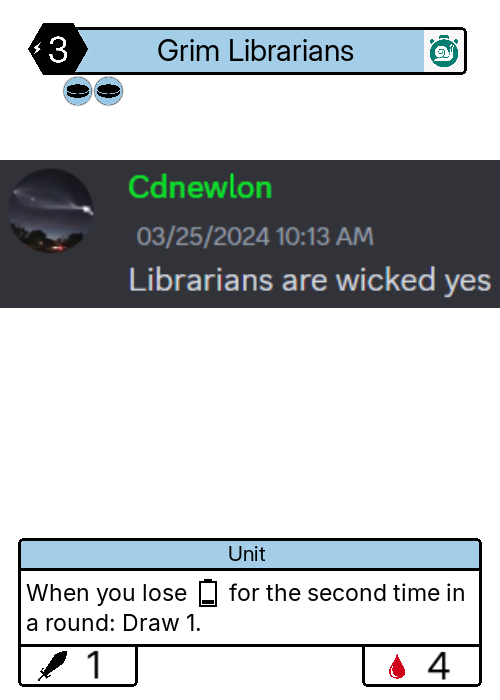 3 Grim Librarians
Cdnewlon
03/25/2024 10:13 AM
Librarians are wicked yes
Unit
When you lose for the second time in
a round: Draw 1.
1 4